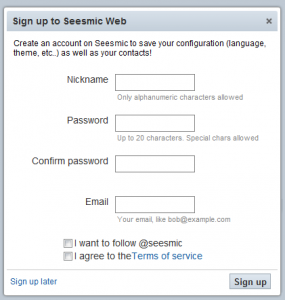 Sign up to Seesmic Web ×
Create an account on Seesmic to save your configuration (language,
theme, etc..) as well as your contacts!
Nickname
Only alphanumeric characters allowed
Password
Up to 20 characters. Special chars allowed
Confirm password
Email
Your email, like bob@example.com
I want to follow @seesmic
I agree to theTerms of service
Sign up later
Sign up